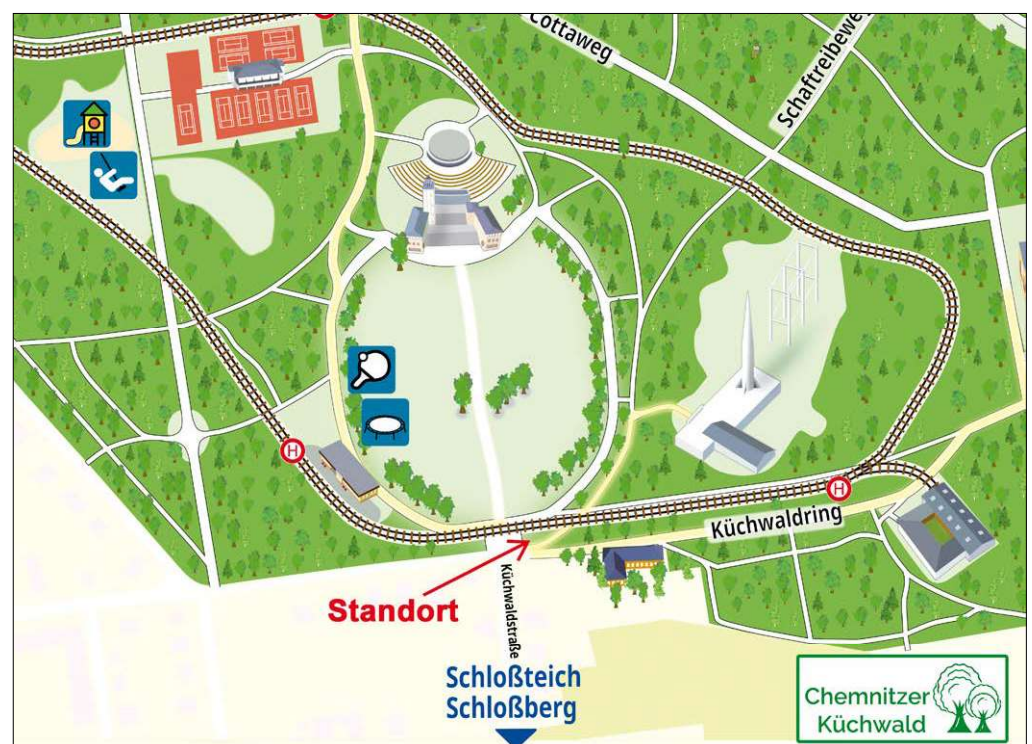 Cottaweg
Schaftreibeweg
H
H
Küchwaldring
Standort
Küchwaldstraße
Schloßteich
Schloßberg
Chemnitzer
Küchwald